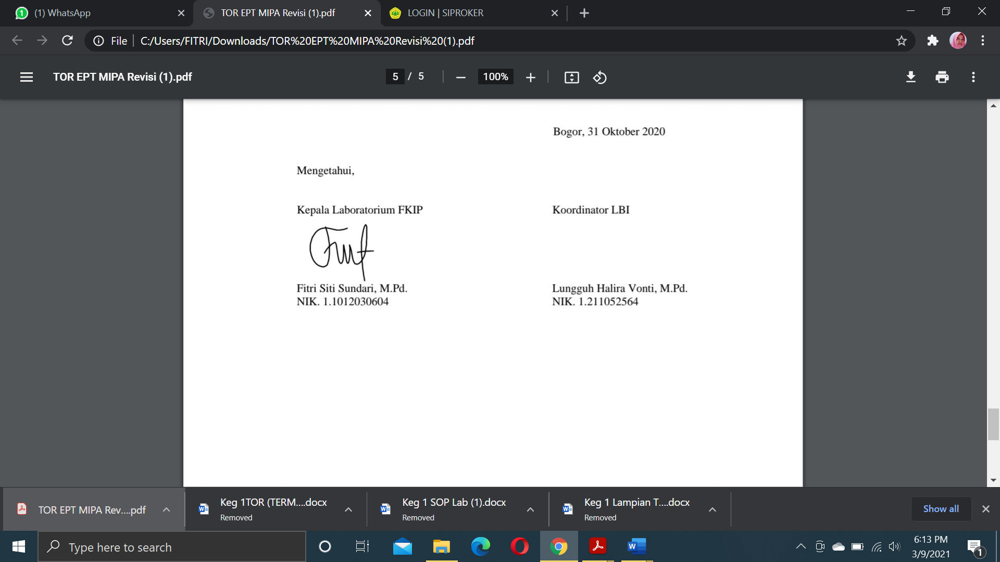 (1) WhatsApp
TOR EPT MIPA Revisi (1).pdf
LOGIN | SIPROKER
File
C:/Users/FITRI/Downloads/TOR%20EPT%20MIPA%20Revisi%20(1).pdf
TOR EPT MIPA Revisi (1).pdf
5 / 5
100%
Bogor, 31 Oktober 2020
Mengetahui,
Kepala Laboratorium FKIP
Koordinator LBI
Fitri Siti Sundari, M.Pd.
NIK. 1.1012030604
Lungguh Halira Vonti, M.Pd.
NIK. 1.211052564
TOR EPT MIPA Rev....pdf
Keg 1TOR (TERM....docx
Removed
Keg 1 SOP Lab (1).docx
Removed
Keg 1 Lampian T....docx
Removed
Show all
Type here to search
6:13 PM
3/9/2021
1